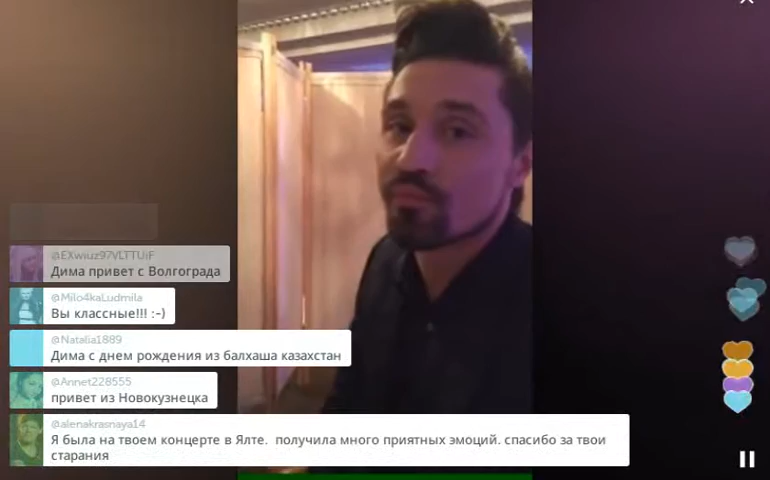 @EXwiuz97VLTTUiF
Дима привет с Волгограда
@Milo4kaLudmila
Вы классные!!! :-)
@Natalia1889
Дима с днем рождения из балхаша казахстан
@Annet228555
привет из Новокузнецка
@alenakrasnaya14
Я была на твоем концерте в Ялте. получила много приятных эмоций. спасибо за твои
старания